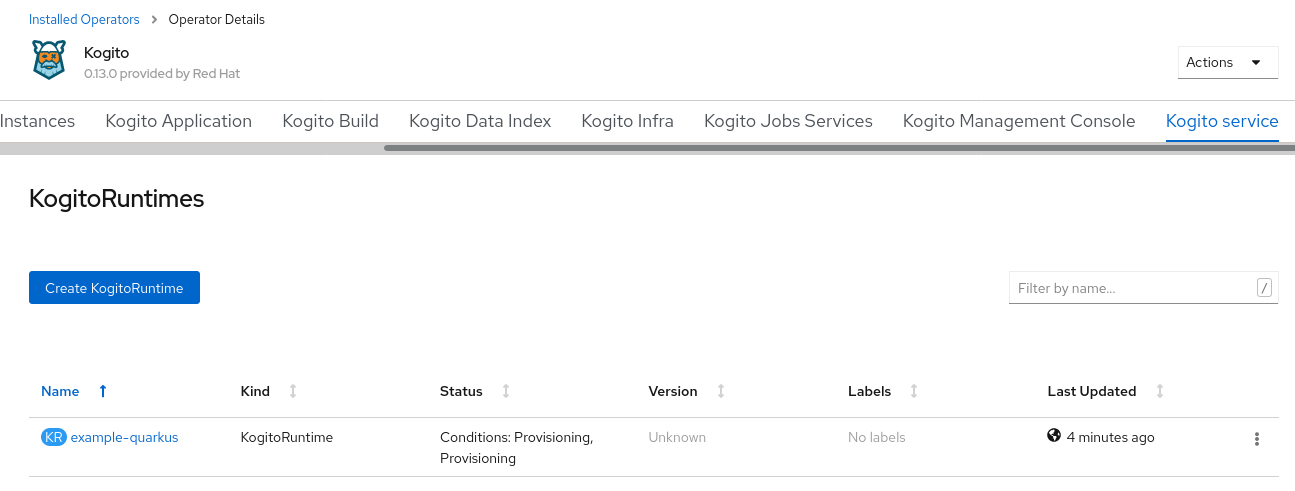 Installed Operators > Operator Details
Kogito
0.13.0 provided by Red Hat
Actions
Instances Kogito Application Kogito Build Kogito Data Index Kogito Infra Kogito Jobs Services Kogito Management Console Kogito service
KogitoRuntimes
Create KogitoRuntime
Filter by name... /
Name Kind Status Version Labels Last Updated
KR example-quarkus KogitoRuntime Conditions: Provisioning, Unknown No labels 4 minutes ago
Provisioning